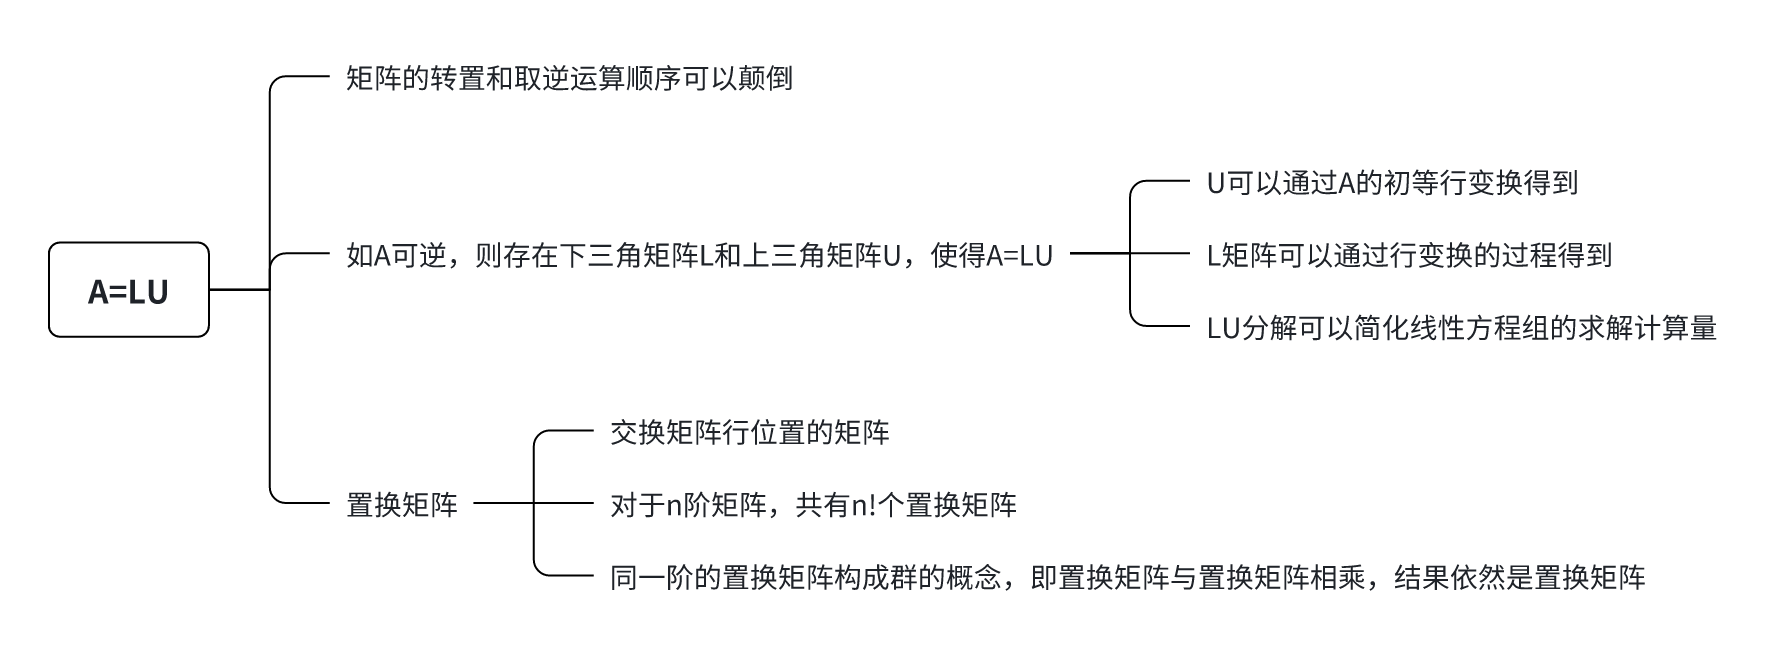 A=LU
矩阵的转置和取逆运算顺序可以颠倒
如A可逆，则存在下三角矩阵L和上三角矩阵U，使得A=LU
U可以通过A的初等行变换得到
L矩阵可以通过行变换的过程得到
LU分解可以简化线性方程组的求解计算量
置换矩阵
交换矩阵行位置的矩阵
对于n阶矩阵，共有n!个置换矩阵
同一阶的置换矩阵构成群的概念，即置换矩阵与置换矩阵相乘，结果依然是置换矩阵